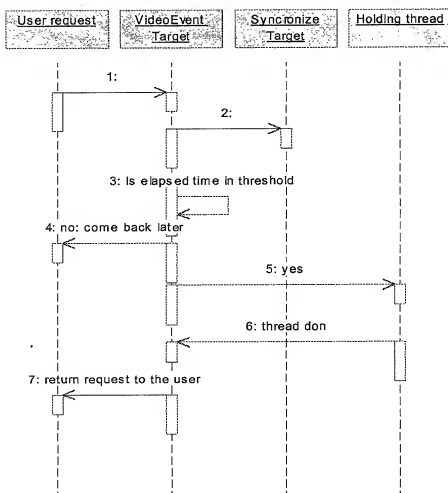 User request
VideoEvent
Target
Syncronize
Target
Holding thread
1:
2:
3: Is elapsed time in threshold
4: no: come back later
5: yes
6: thread don
7: return request to the user